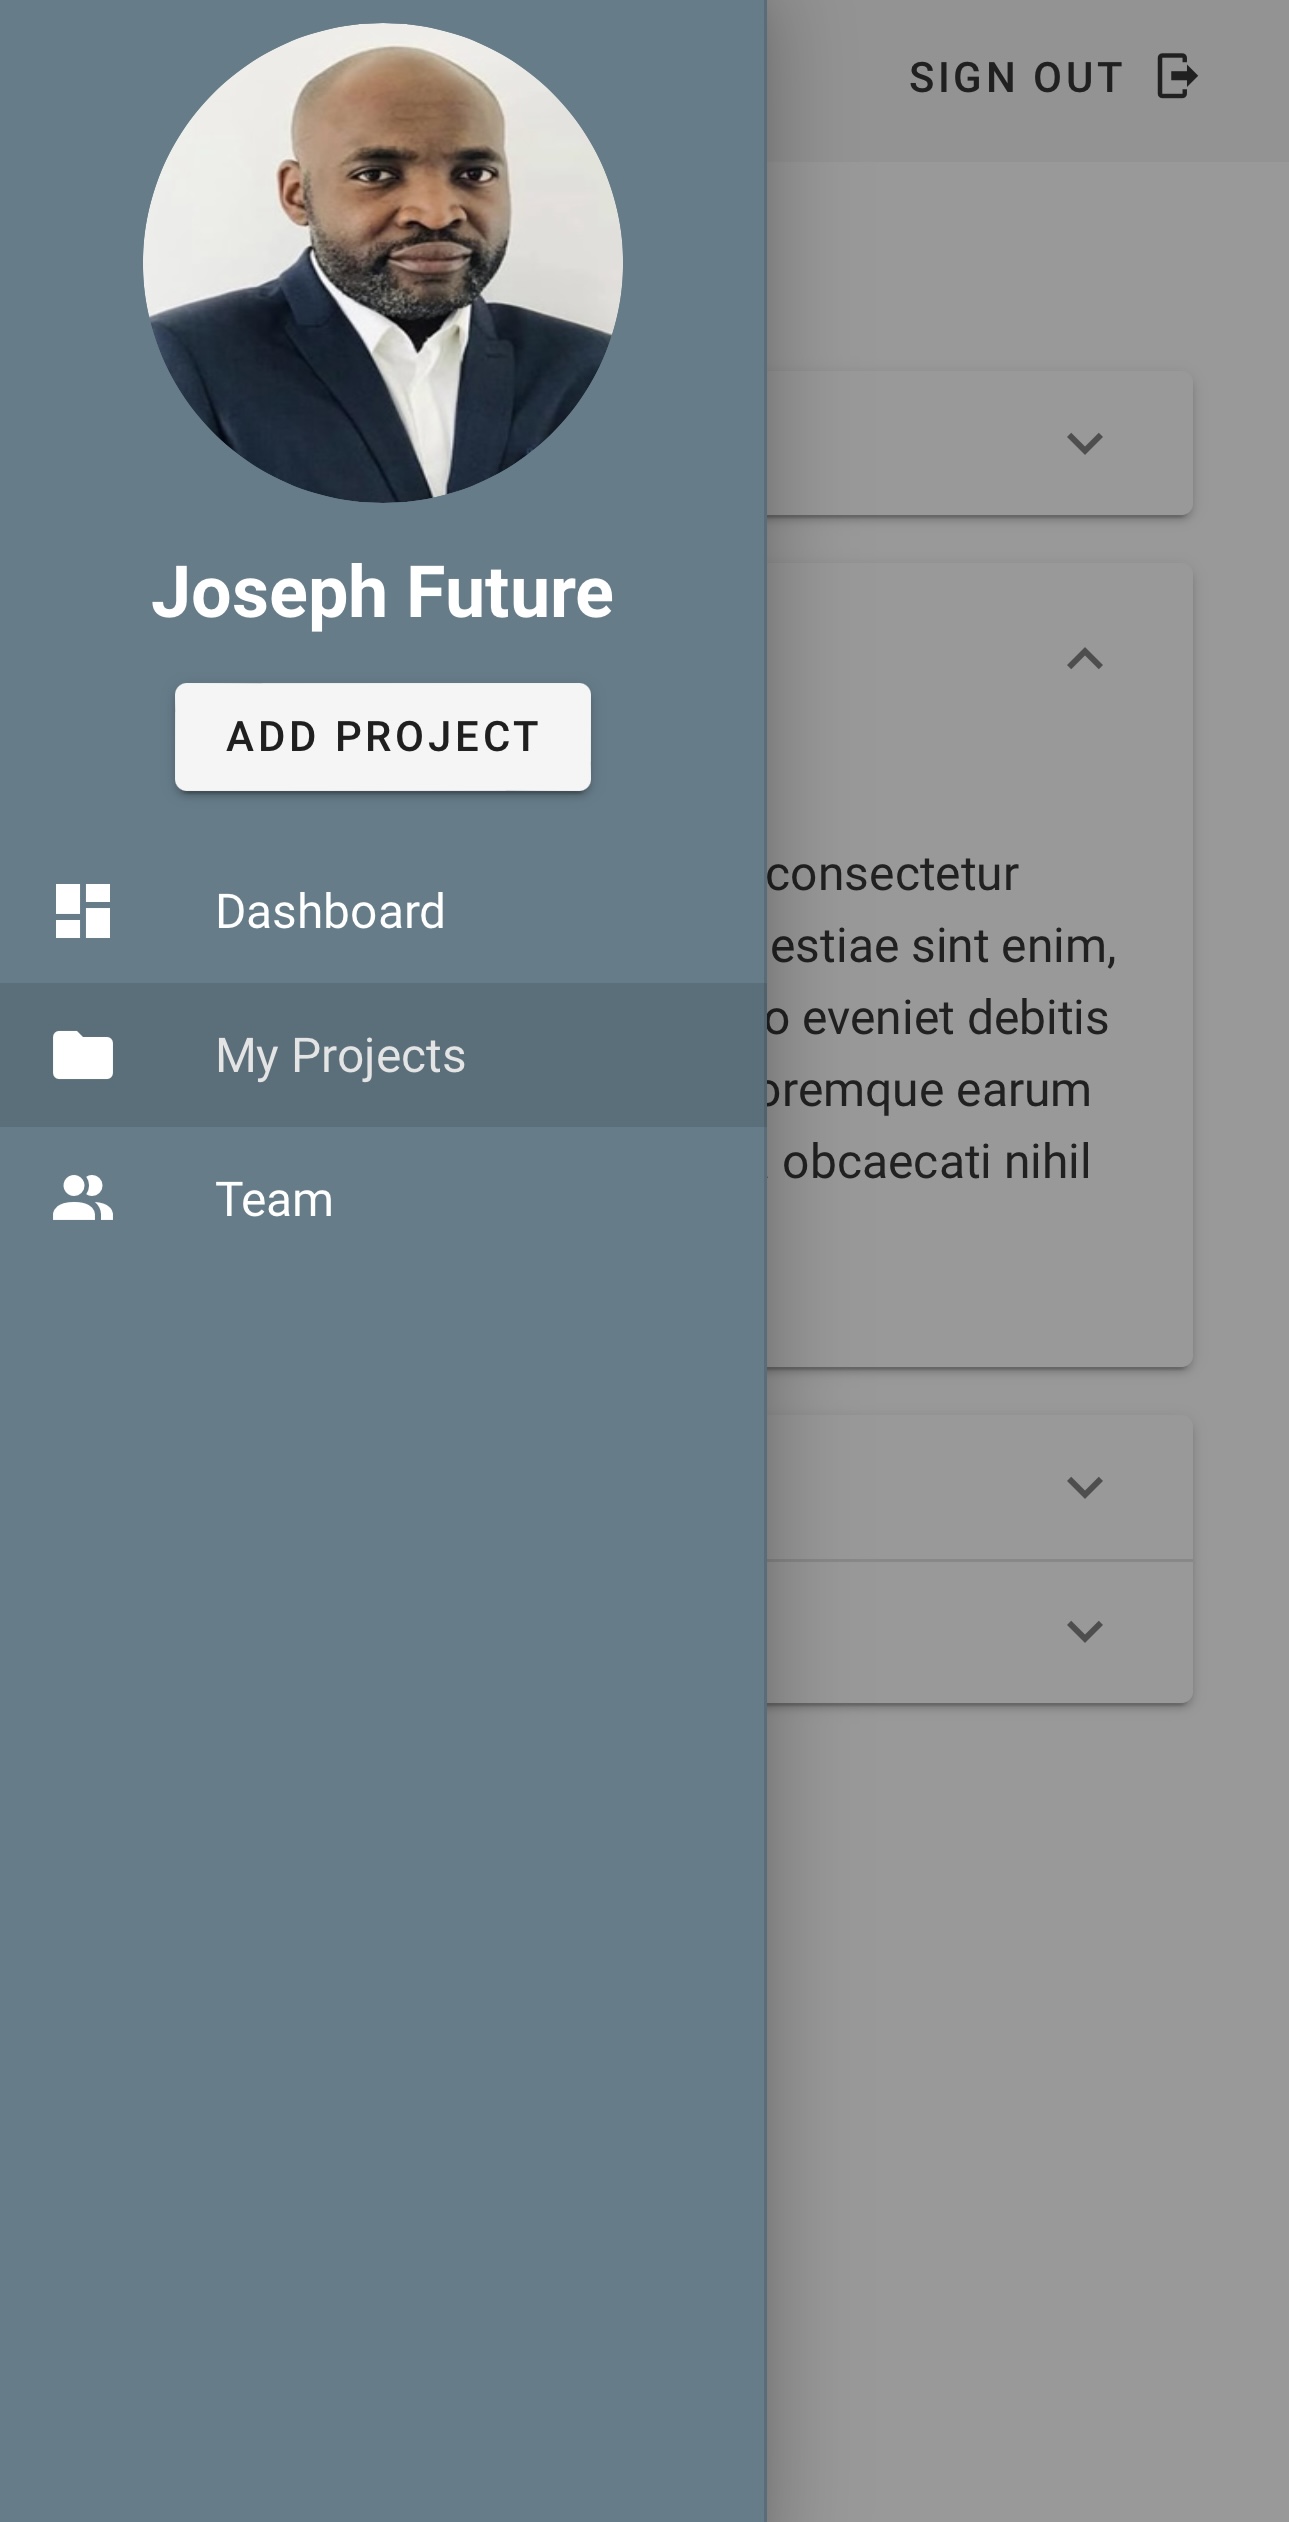 SIGN OUT
Joseph Future
ADD PROJECT
Dashboard
My Projects
Team
consectetur
estiae sint enim,
o eveniet debitis
oremque earum
obcaecati nihil